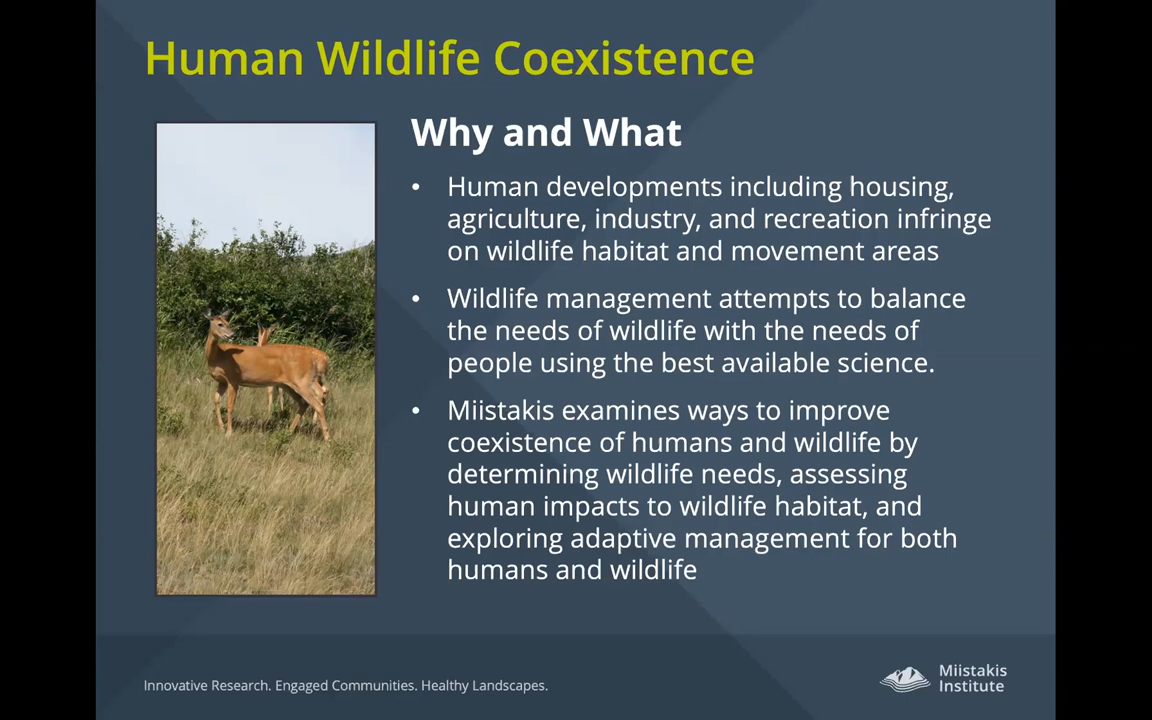 Human Wildlife Coexistence
Why and What
• Human developments including housing,
agriculture, industry, and recreation infringe
on wildlife habitat and movement areas
• Wildlife management attempts to balance
the needs of wildlife with the needs of
people using the best available science.
• Miistakis examines ways to improve
coexistence of humans and wildlife by
determining wildlife needs, assessing
human impacts to wildlife habitat, and
exploring adaptive management for both
humans and wildlife
Innovative Research. Engaged Communities. Healthy Landscapes.
Miistakis
Institute